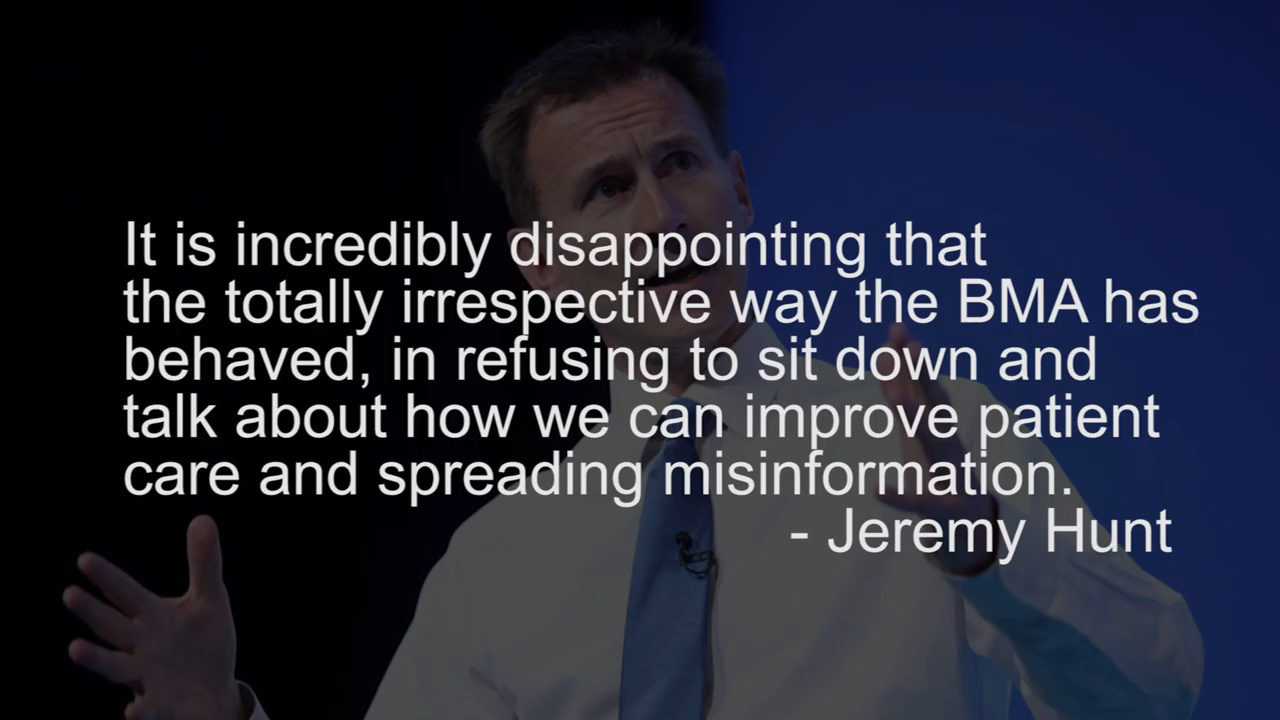 It is incredibly disappointing that
the totally irrespective way the BMA has
behaved, in refusing to sit down and
talk about how we can improve patient
care and spreading misinformation.
- Jeremy Hunt